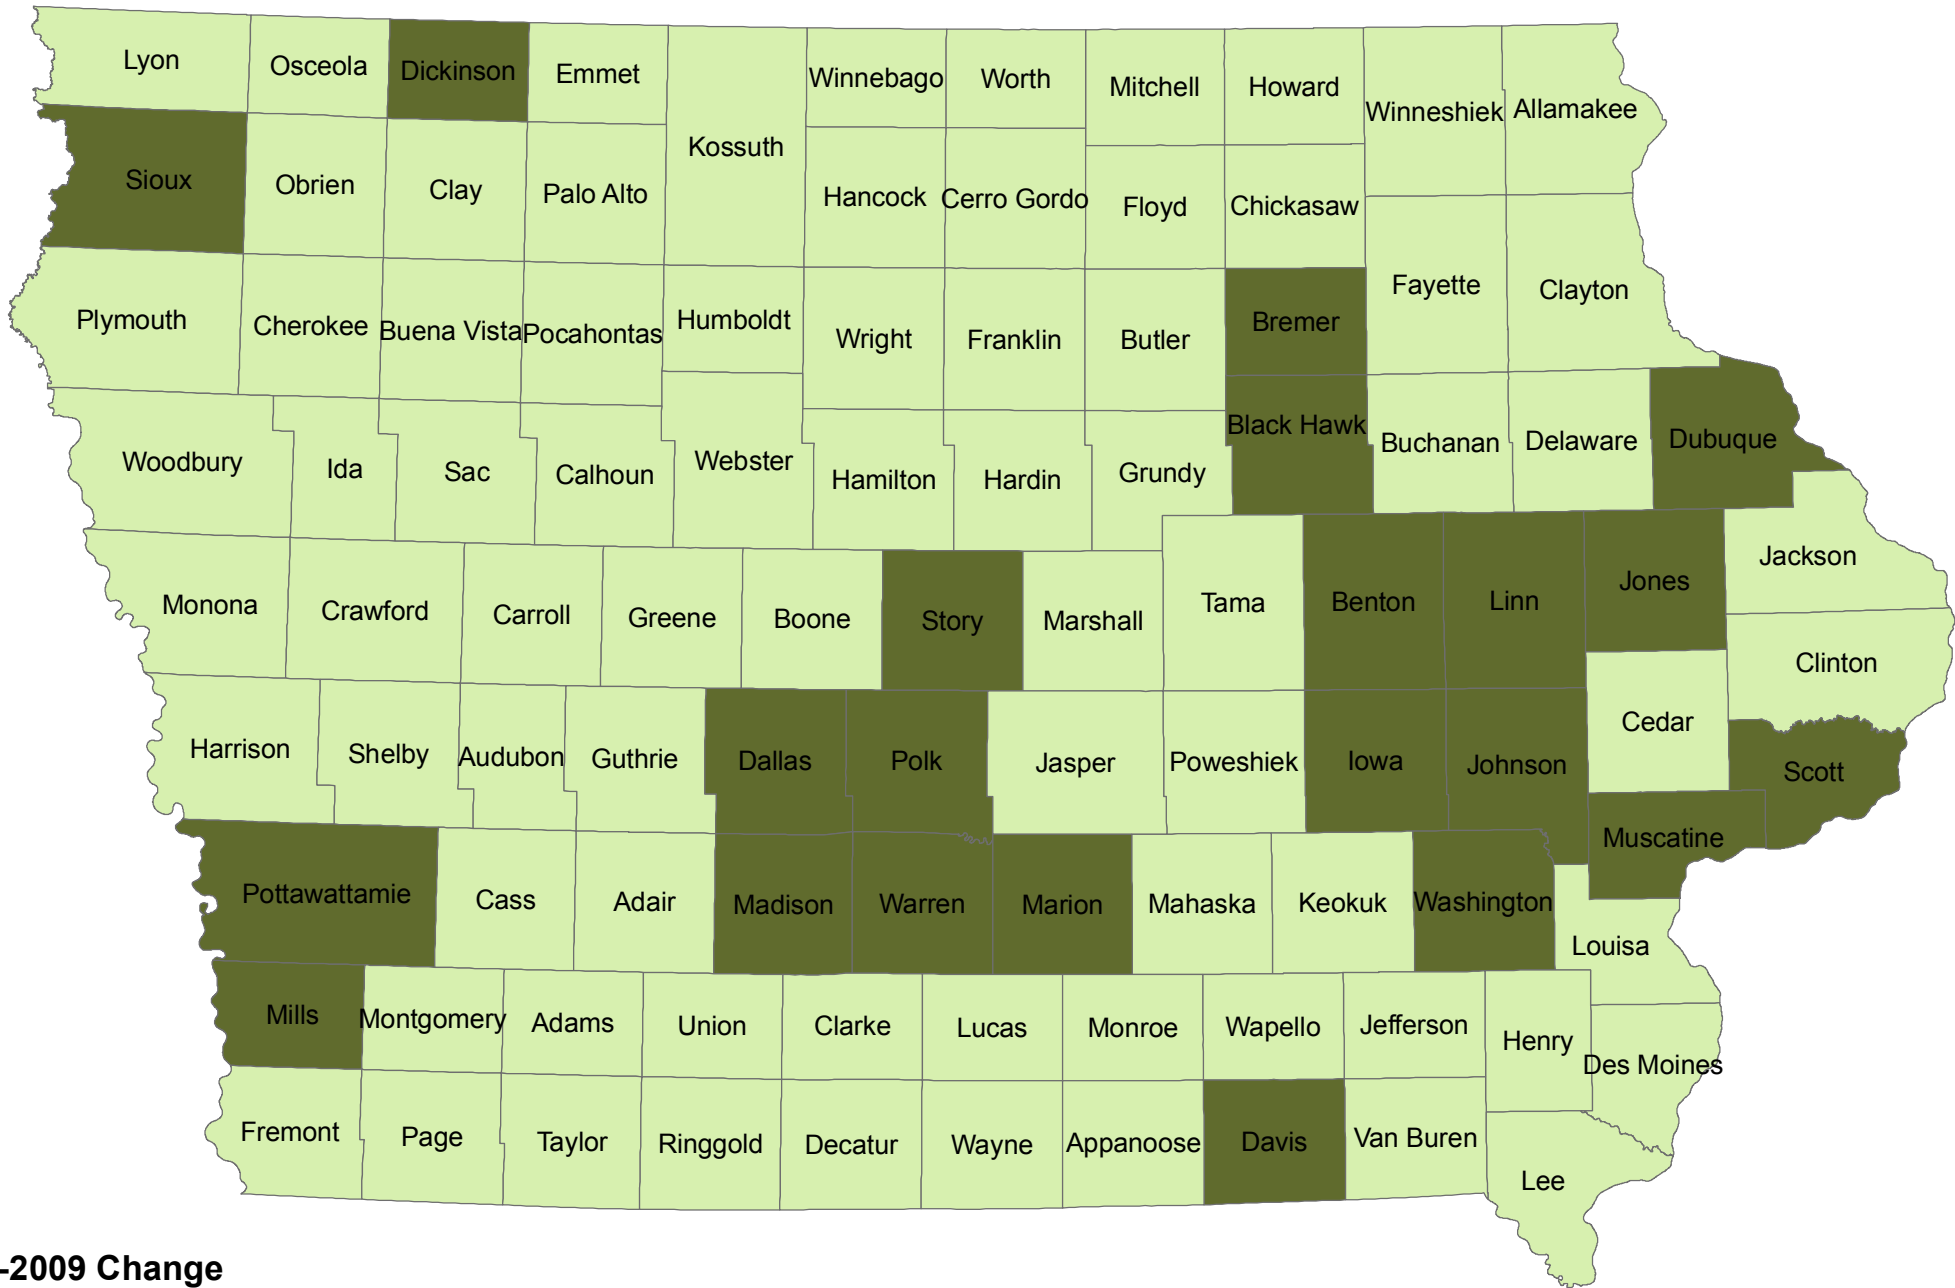 Lyon
Osceola
Dickinson
Emmet
Kossuth
Winnebago
Worth
Mitchell
Howard
Winneshiek
Allamakee
Sioux
Obrien
Clay
Palo Alto
Hancock
Cerro Gordo
Floyd
Chickasaw
Fayette
Clayton
Plymouth
Cherokee
Buena Vista
Pocahontas
Humboldt
Wright
Franklin
Butler
Bremer
Black Hawk
Woodbury
Ida
Sac
Calhoun
Webster
Hamilton
Hardin
Grundy
Buchanan
Delaware
Dubuque
Monona
Crawford
Carroll
Greene
Boone
Story
Marshall
Tama
Benton
Linn
Jones
Jackson
Clinton
Harrison
Shelby
Audubon
Guthrie
Dallas
Polk
Jasper
Poweshiek
Iowa
Johnson
Cedar
Scott
Muscatine
Pottawattamie
Cass
Adair
Madison
Warren
Marion
Mahaska
Keokuk
Washington
Louisa
Mills
Montgomery
Adams
Union
Clarke
Lucas
Monroe
Wapello
Jefferson
Henry
Des Moines
Fremont
Page
Taylor
Ringgold
Decatur
Wayne
Appanoose
Davis
Van Buren
Lee
-2009 Change